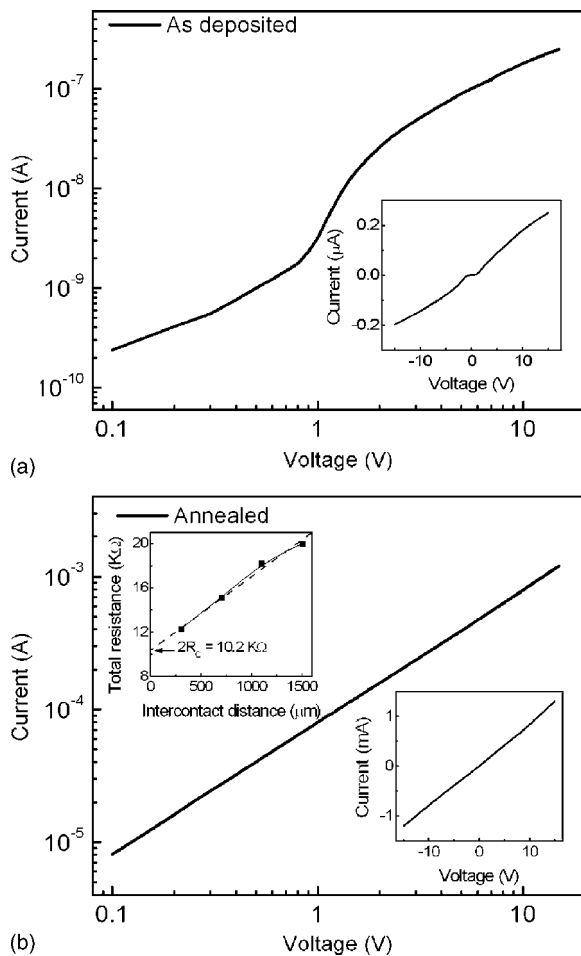 As deposited
10⁻⁷
10⁻⁸
10⁻⁹
10⁻¹⁰
Current (A)
0.2
0.0
-0.2
Current (μA)
-10 0 10
Voltage (V)
0.1 1 10
Voltage (V)
(a)
Annealed
10⁻³
10⁻⁴
10⁻⁵
Current (A)
20
16
12
8
Total resistance (KΩ)
2R_c = 10.2 KΩ
0 500 1000 1500
Intercontact distance (μm)
1
0
-1
Current (mA)
-10 0 10
Voltage (V)
0.1 1 10
Voltage (V)
(b)